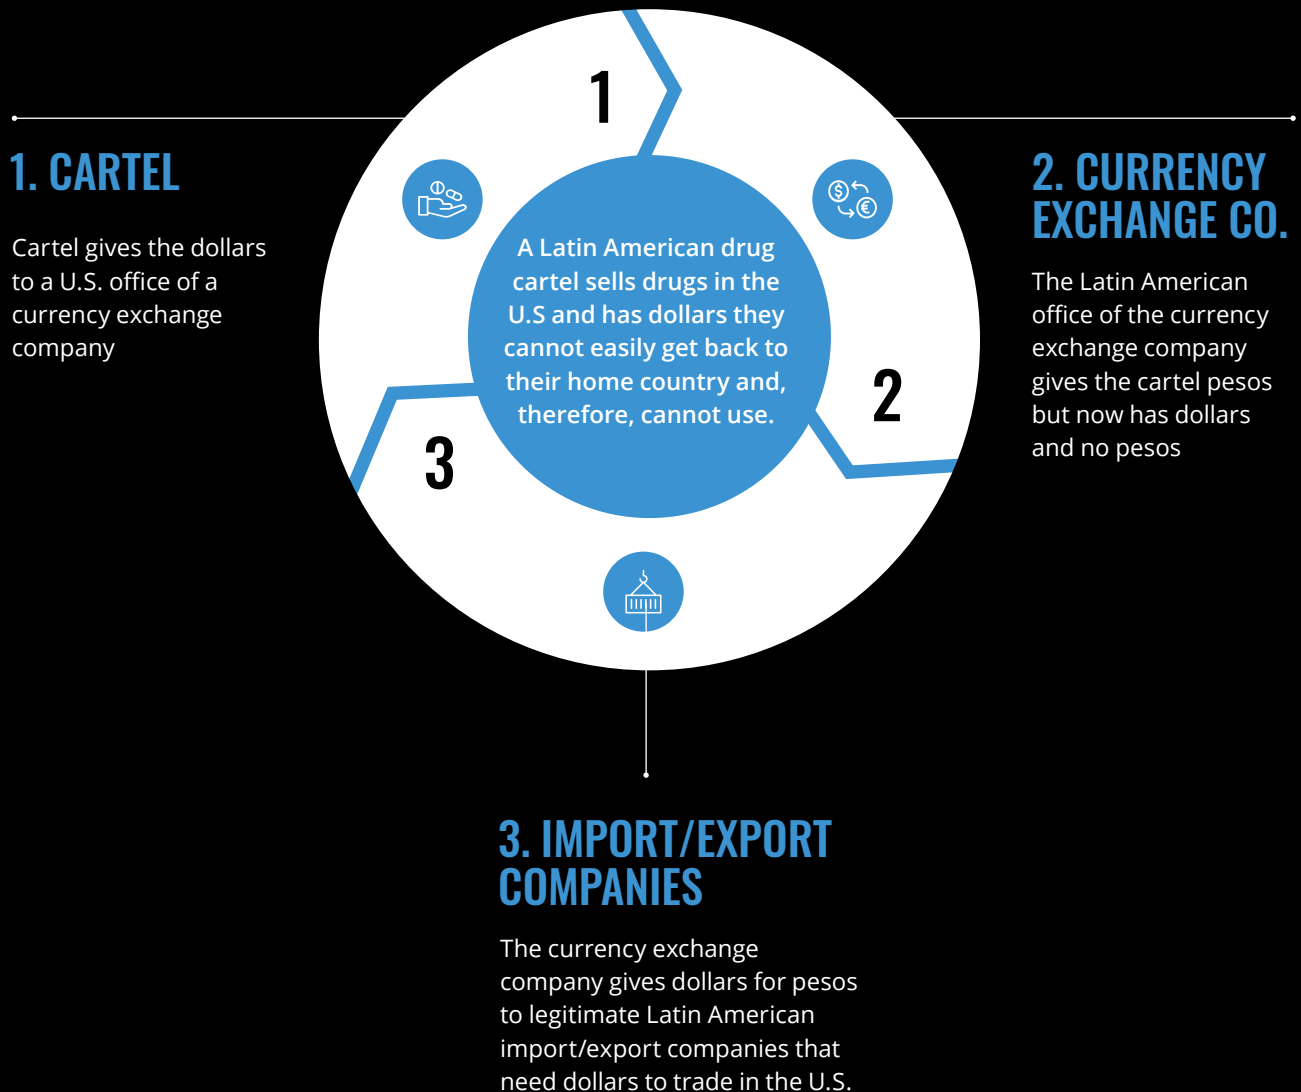 1
1. CARTEL
Cartel gives the dollars
to a U.S. office of a
currency exchange
company
A Latin American drug
cartel sells drugs in the
U.S and has dollars they
cannot easily get back to
their home country and,
therefore, cannot use.
$
€
2. CURRENCY
EXCHANGE CO.
The Latin American
office of the currency
exchange company
gives the cartel pesos
but now has dollars
and no pesos
2
3
3. IMPORT/EXPORT
COMPANIES
The currency exchange
company gives dollars for pesos
to legitimate Latin American
import/export companies that
need dollars to trade in the U.S.